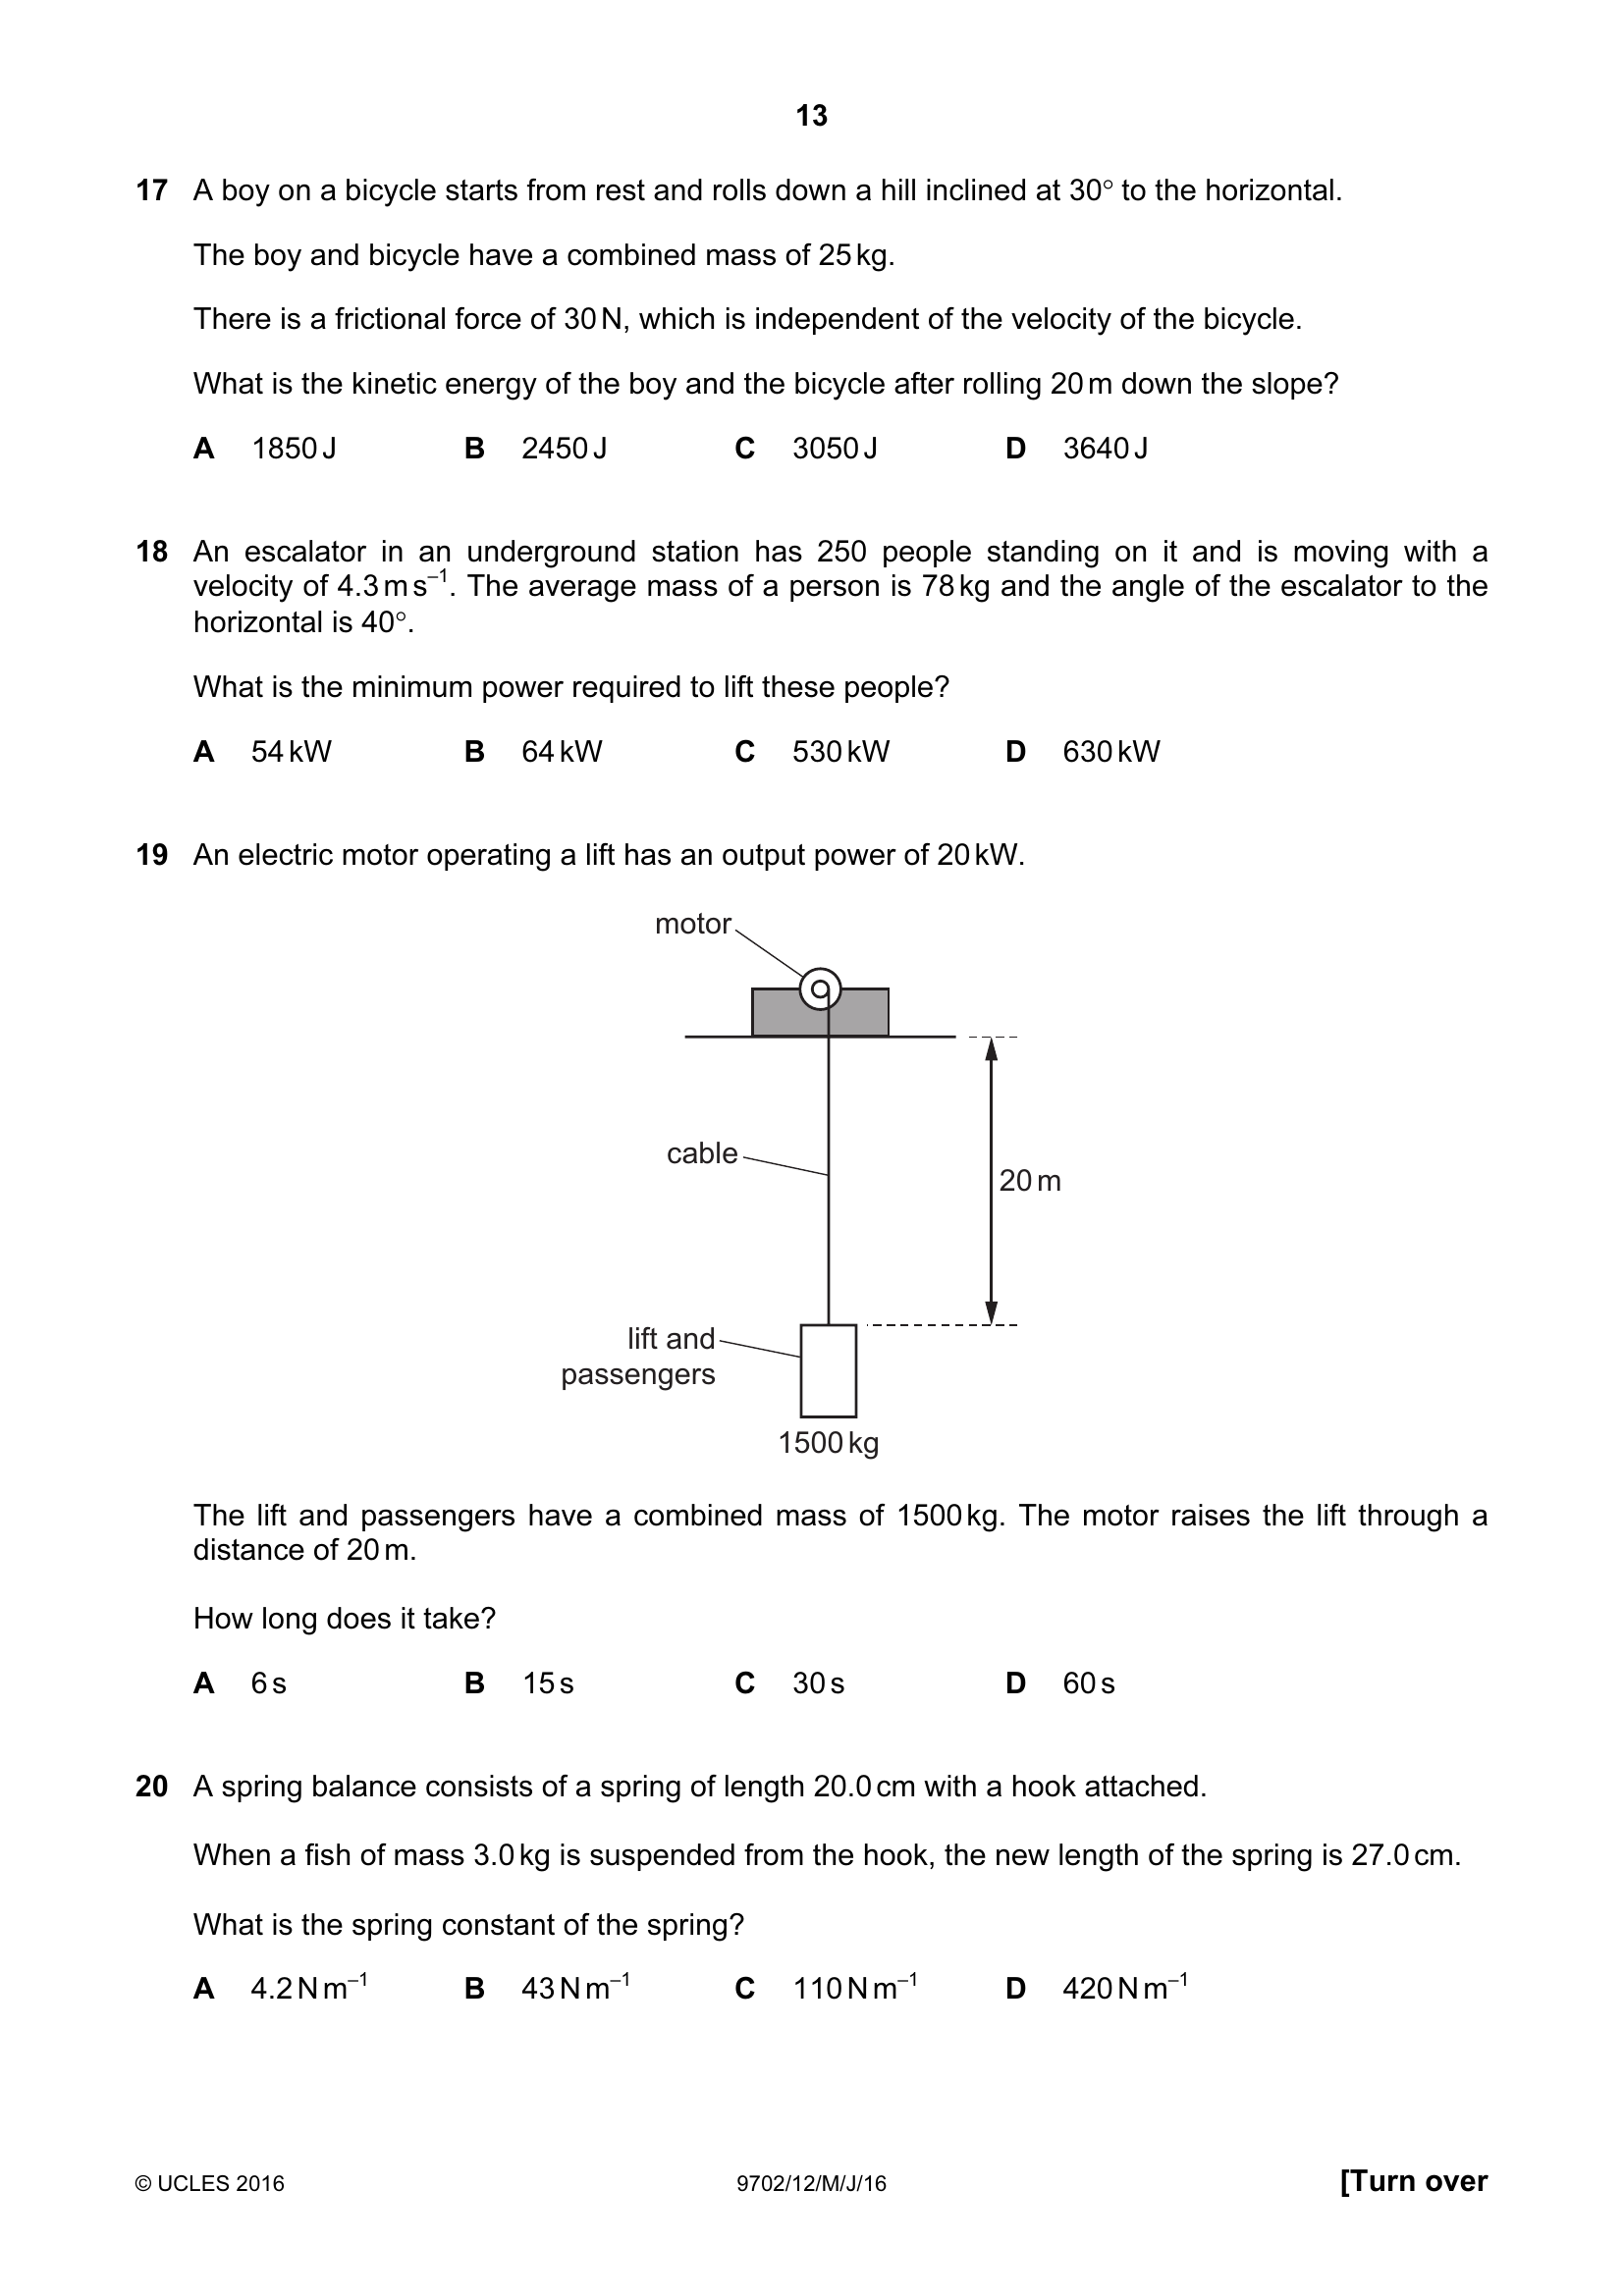 13
17 A boy on a bicycle starts from rest and rolls down a hill inclined at 30° to the horizontal.
The boy and bicycle have a combined mass of 25 kg.
There is a frictional force of 30 N, which is independent of the velocity of the bicycle.
What is the kinetic energy of the boy and the bicycle after rolling 20 m down the slope?
A 1850 J B 2450 J C 3050 J D 3640 J
18 An escalator in an underground station has 250 people standing on it and is moving with a
velocity of 4.3 m s⁻¹. The average mass of a person is 78 kg and the angle of the escalator to the
horizontal is 40°.
What is the minimum power required to lift these people?
A 54 kW B 64 kW C 530 kW D 630 kW
19 An electric motor operating a lift has an output power of 20 kW.
motor
cable
20 m
lift and
passengers
1500 kg
The lift and passengers have a combined mass of 1500 kg. The motor raises the lift through a
distance of 20 m.
How long does it take?
A 6 s B 15 s C 30 s D 60 s
20 A spring balance consists of a spring of length 20.0 cm with a hook attached.
When a fish of mass 3.0 kg is suspended from the hook, the new length of the spring is 27.0 cm.
What is the spring constant of the spring?
A 4.2 N m⁻¹ B 43 N m⁻¹ C 110 N m⁻¹ D 420 N m⁻¹
© UCLES 2016 9702/12/M/J/16 [Turn over